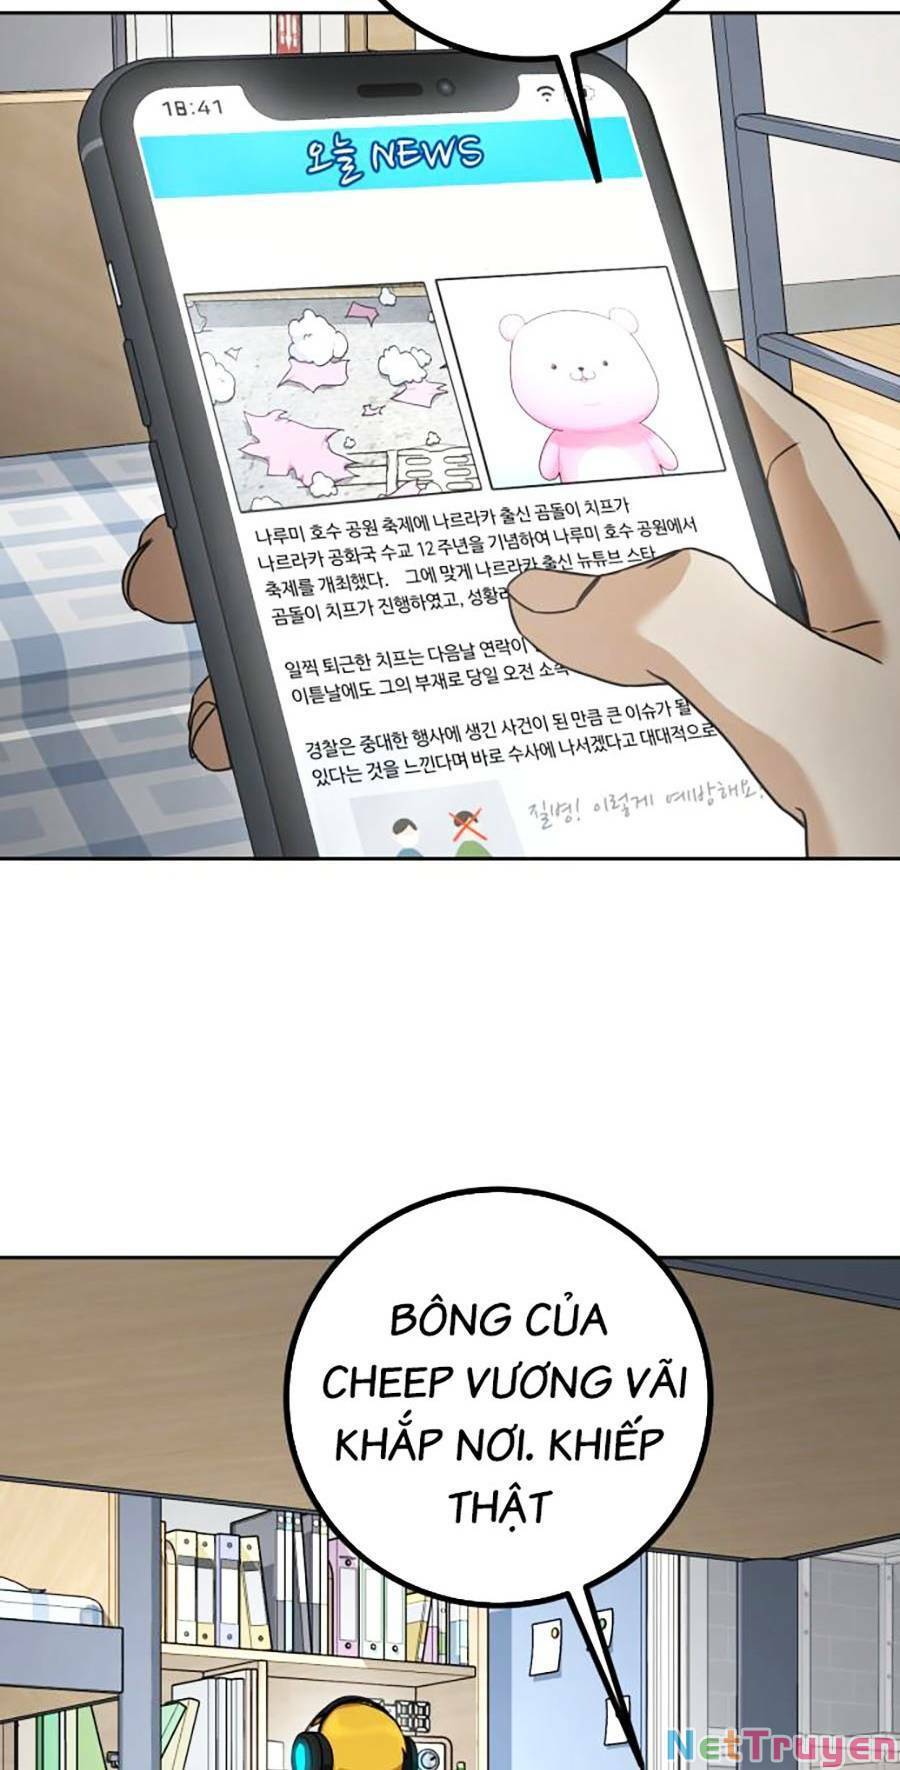 18:41
오늘 NEWS
나루미 호수 공원 축제에 나르라카 출신 곰돌이 치프가
나르라카 공화국 수교 12주년을 기념하여 나루미 호수 공원에서
축제를 개최했다. 그에 맞게 나르라카 출신 뉴튜브 스타
곰돌이 치프가 진행하였고, 성황리
일찍 퇴근한 치프는 다음날 연락이
이튿날에도 그의 부재로 당일 오전 소속
경찰은 중대한 행사에 생긴 사건이 된 만큼 큰 이슈가 될
있다는 것을 느낀다며 바로 수사에 나서겠다고 대대적으로
질병! 이렇게 예방해요!
BÔNG CỦA
CHEEP VƯƠNG VÃI
KHẮP NƠI. KHIẾP
THẬT
NetTruyen